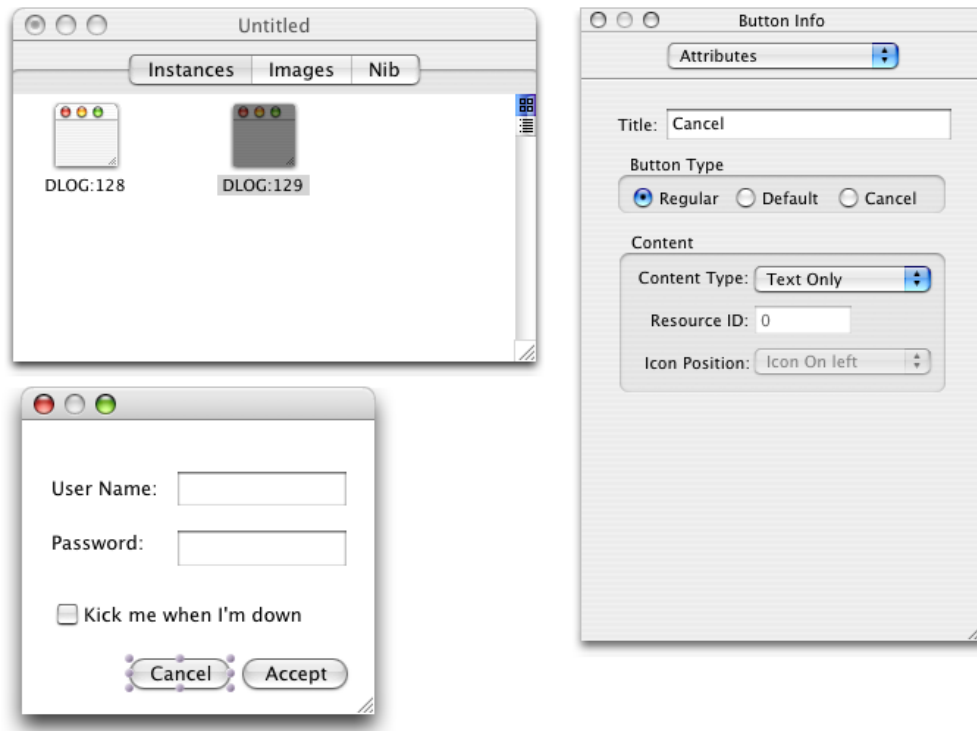 Untitled
Instances Images Nib
DLOG:128 DLOG:129
User Name:
Password:
Kick me when I'm down
Cancel Accept
Button Info
Attributes
Title: Cancel
Button Type
Regular Default Cancel
Content
Content Type: Text Only
Resource ID: 0
Icon Position: Icon On left